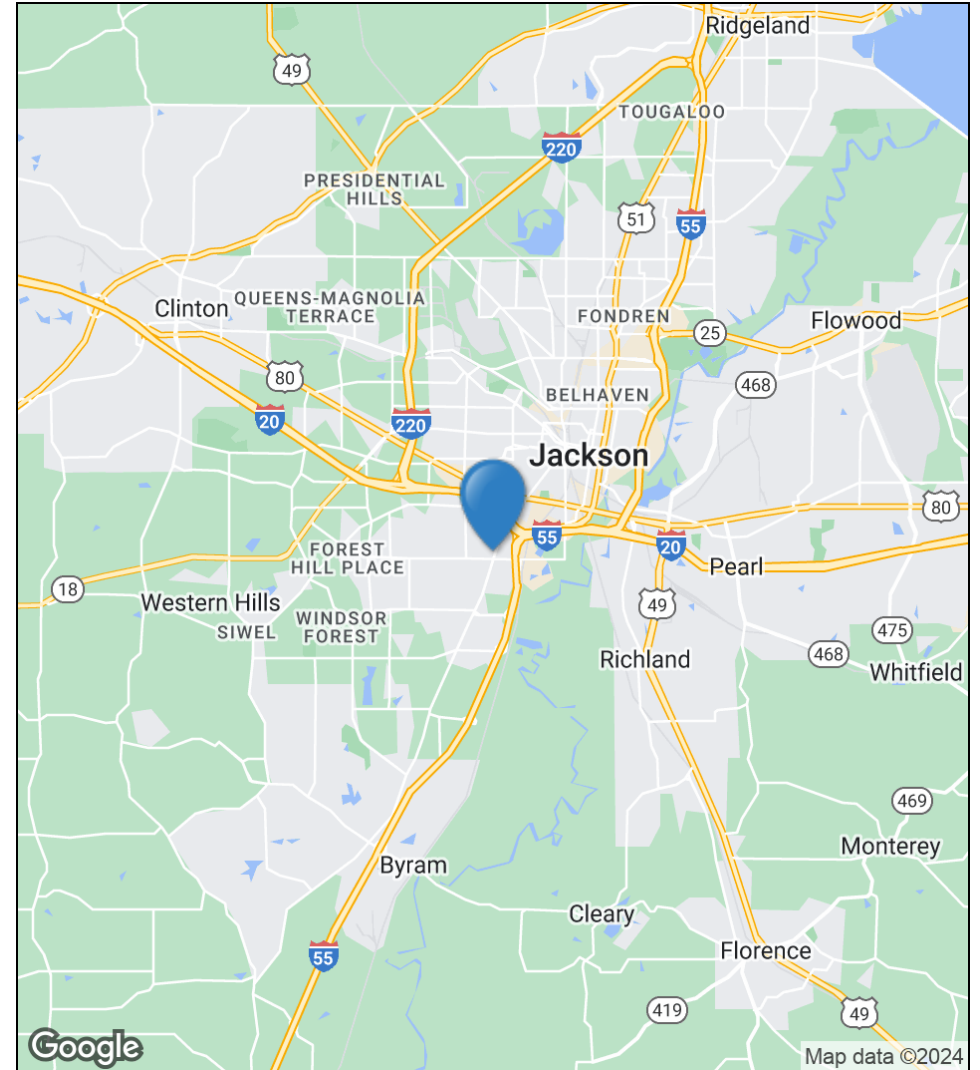 Ridgeland
49
TOUGALOO
220
PRESIDENTIAL
HILLS
51
55
Clinton
QUEENS-MAGNOLIA
TERRACE
FONDREN
25
Flowood
80
468
BELHAVEN
20
220
Jackson
80
55
20
FOREST
HILL PLACE
Pearl
18
Western Hills
49
WINDSOR
FOREST
SIWEL
475
468
Richland
Whitfield
469
Monterey
Byram
Cleary
Florence
55
419
49
Google
Map data ©2024